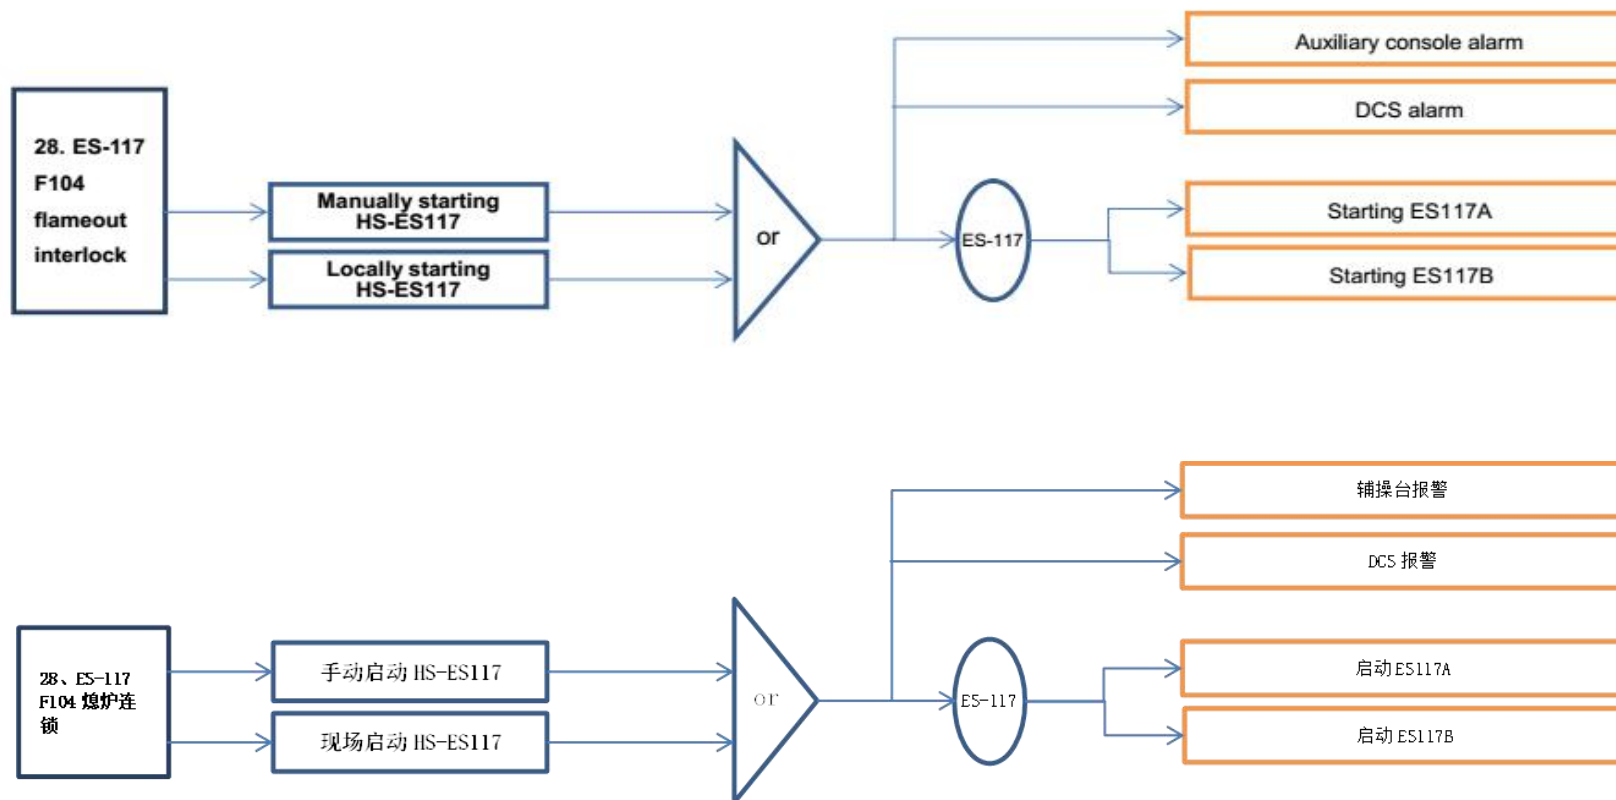 Auxiliary console alarm
DCS alarm
28. ES-117
F104
flameout
interlock
Manually starting
HS-ES117
Locally starting
HS-ES117
or
ES-117
Starting ES117A
Starting ES117B
辅操台报警
DCS 报警
28、ES-117
F104 熄炉连
锁
手动启动 HS-ES117
现场启动 HS-ES117
or
ES-117
启动 ES117A
启动 ES117B